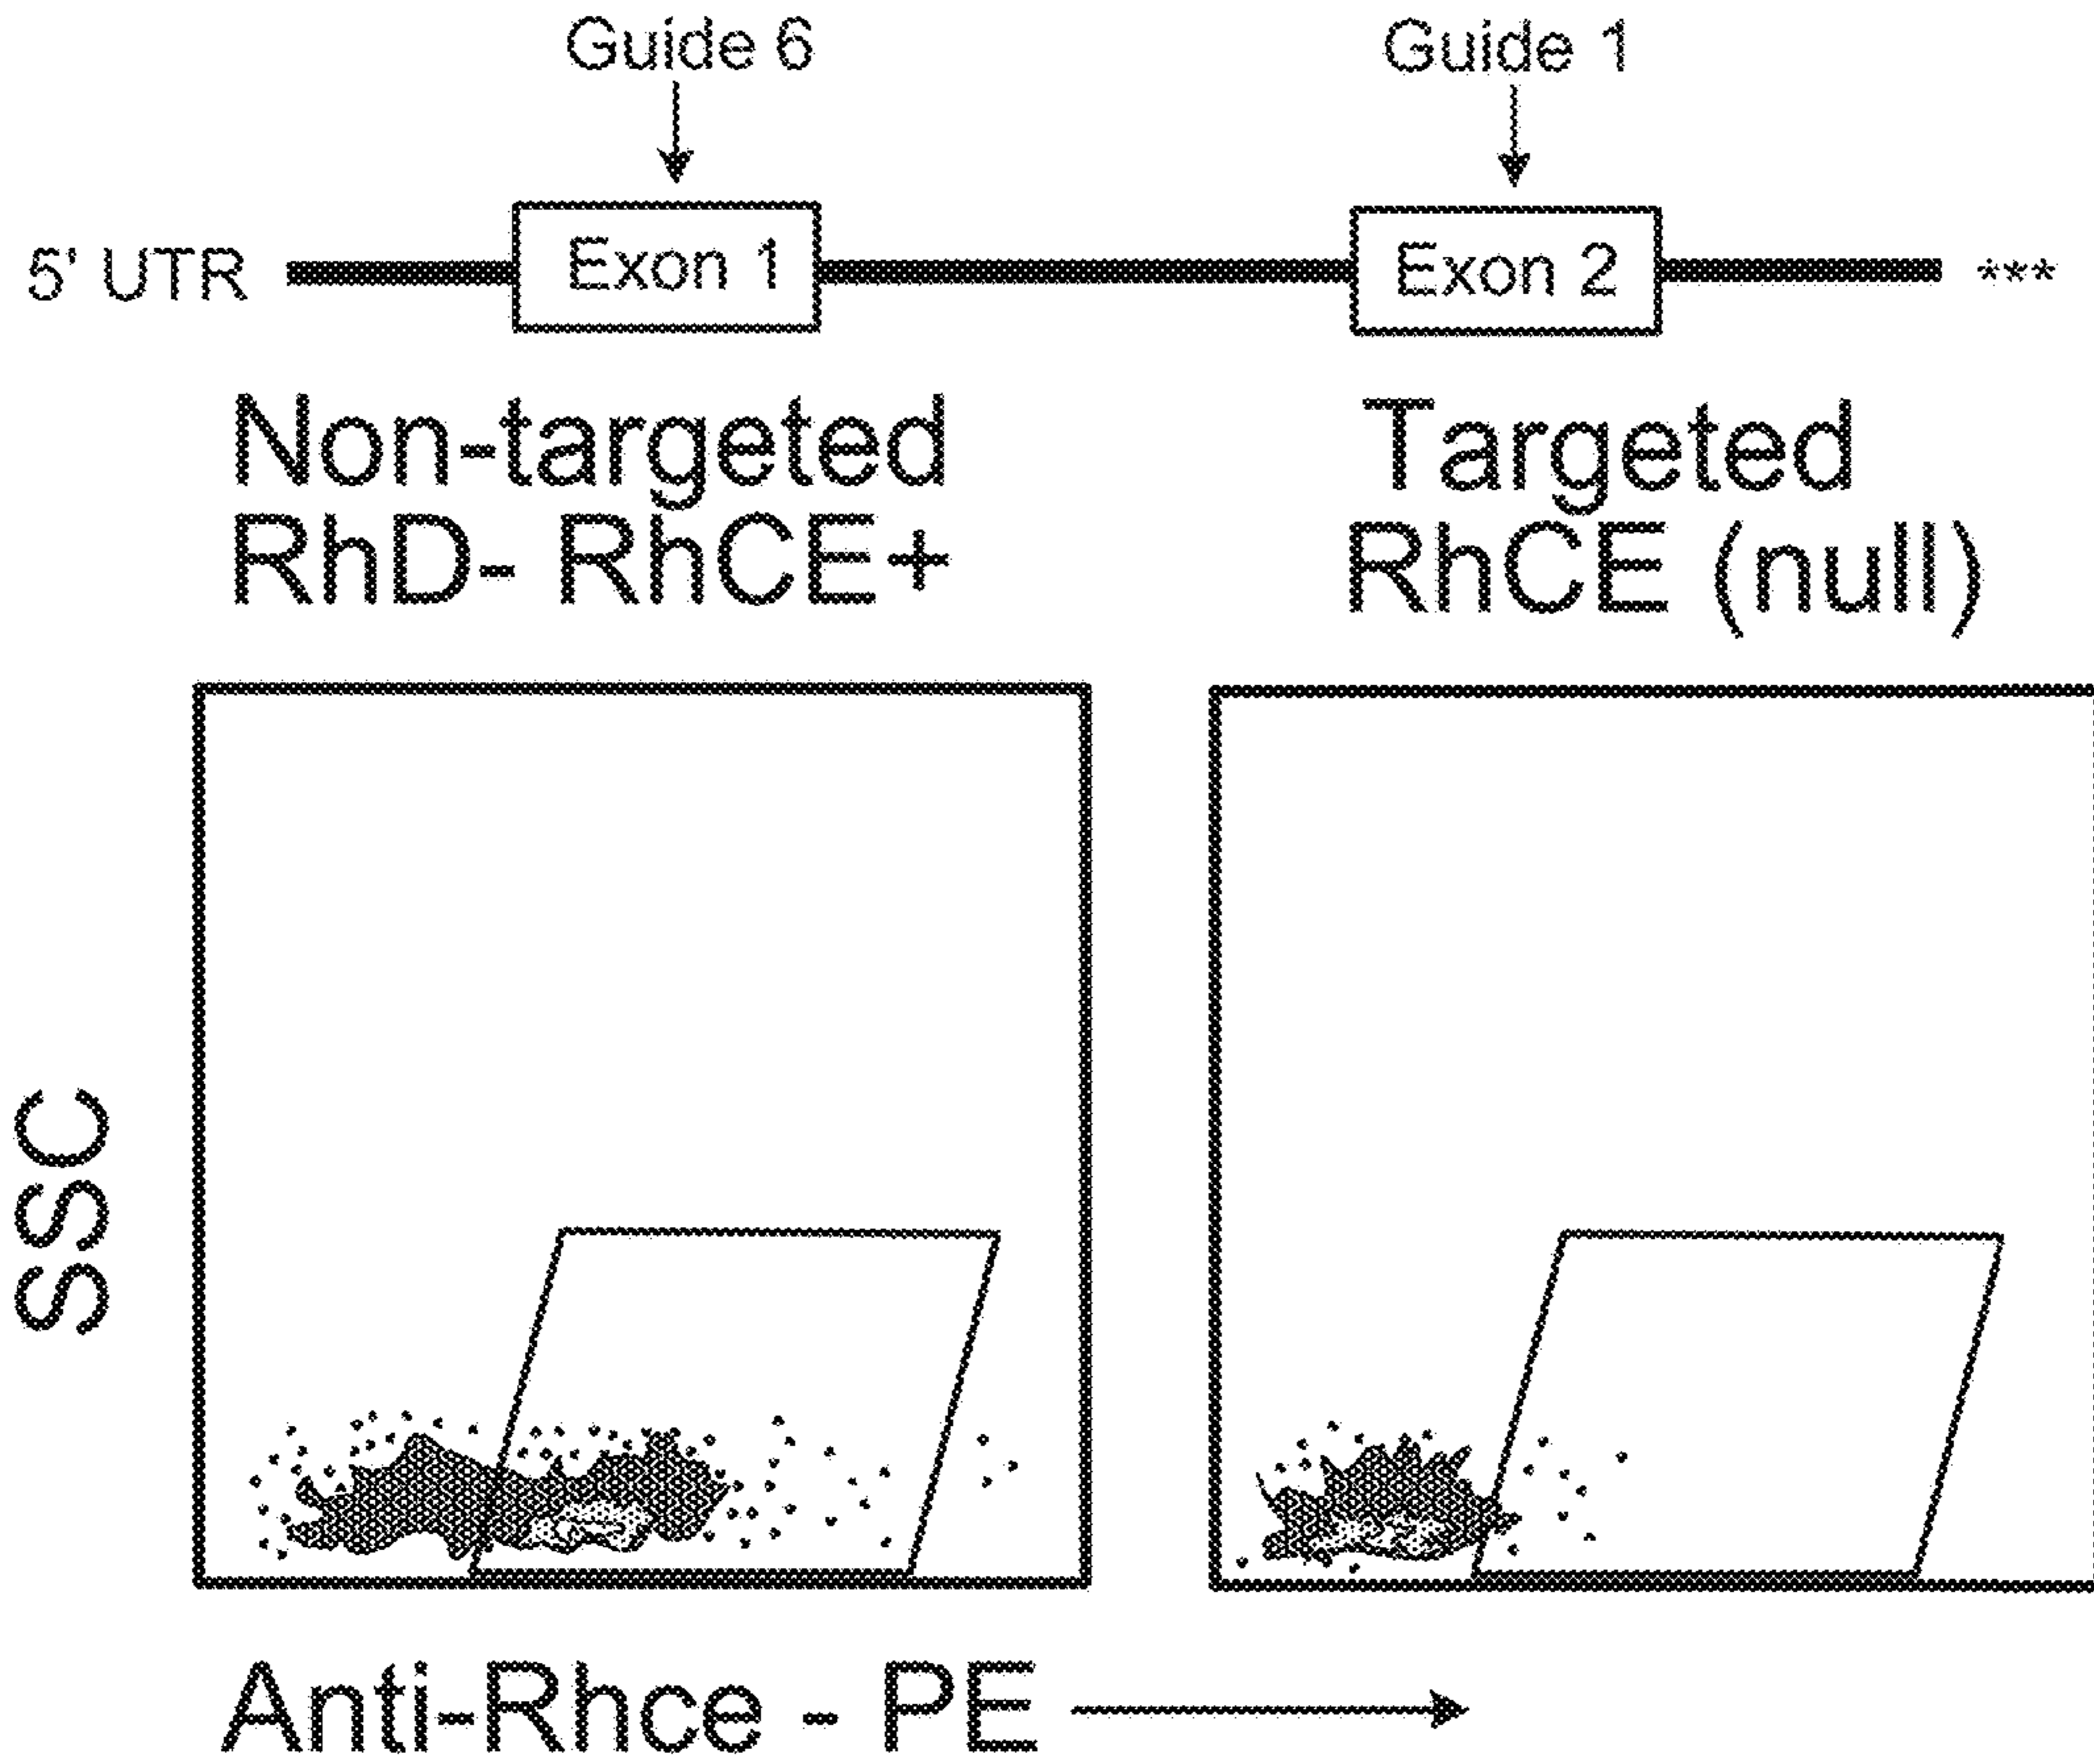 Guide 6
Guide 1
5' UTR
Exon 1
Exon 2
***
Non-targeted
RhD- RhCE+
Targeted
RhCE (null)
SSC
Anti-Rhce - PE